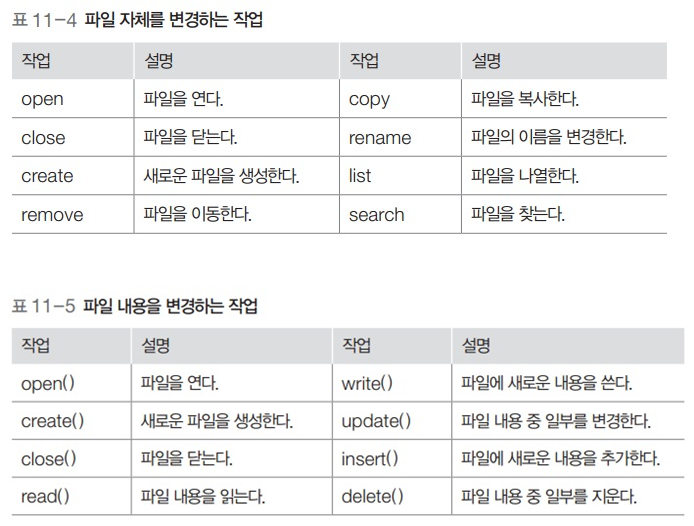 표 11-4 파일 자체를 변경하는 작업
작업 설명 작업 설명
open 파일을 연다. copy 파일을 복사한다.
close 파일을 닫는다. rename 파일의 이름을 변경한다.
create 새로운 파일을 생성한다. list 파일을 나열한다.
remove 파일을 이동한다. search 파일을 찾는다.
표 11-5 파일 내용을 변경하는 작업
작업 설명 작업 설명
open() 파일을 연다. write() 파일에 새로운 내용을 쓴다.
create() 새로운 파일을 생성한다. update() 파일 내용 중 일부를 변경한다.
close() 파일을 닫는다. insert() 파일에 새로운 내용을 추가한다.
read() 파일 내용을 읽는다. delete() 파일 내용 중 일부를 지운다.